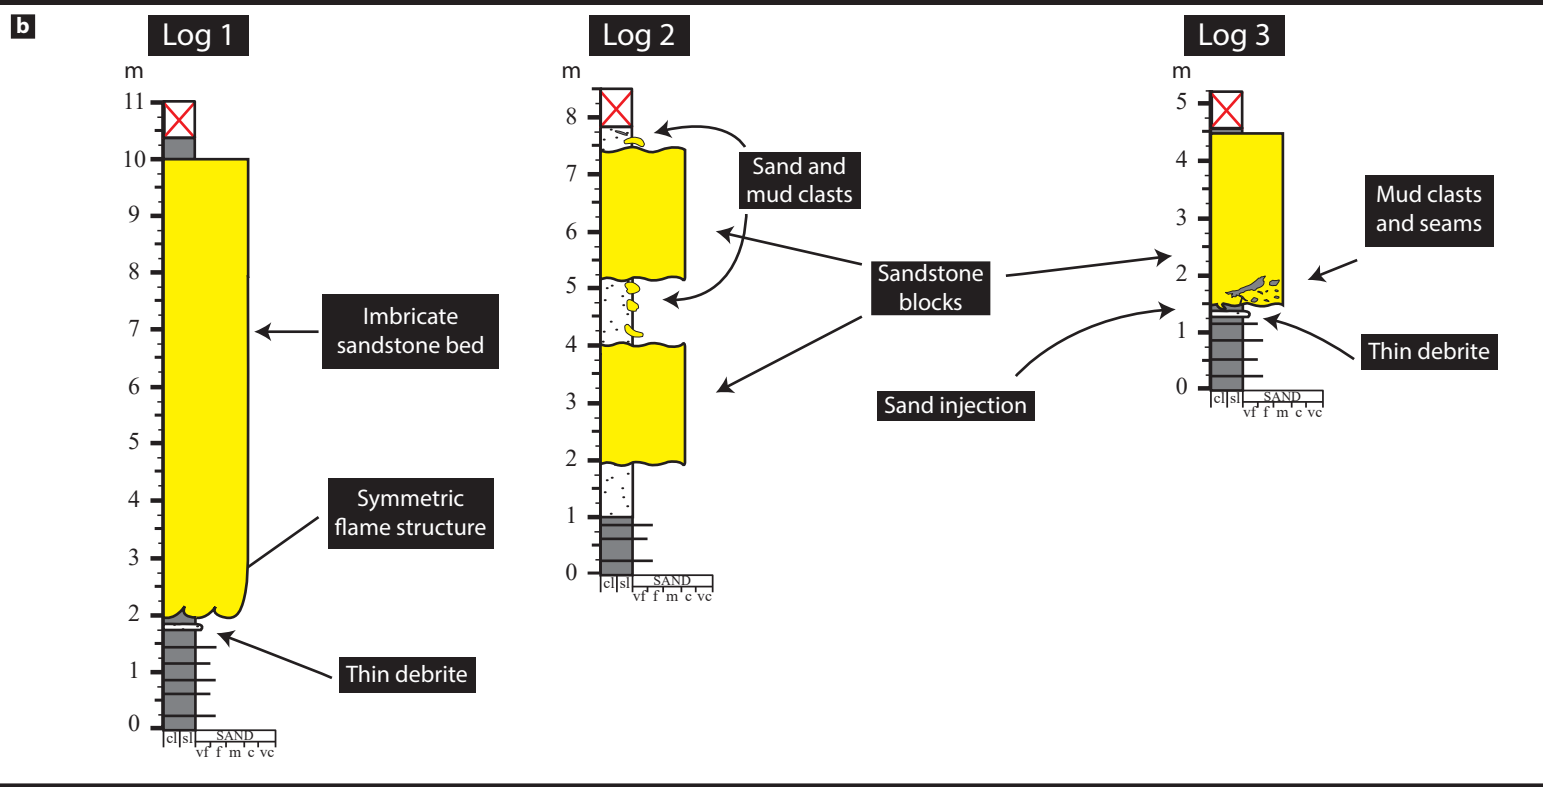 b
Log 1
m
11
10
9
8
7
6
5
4
3
2
1
0
cl sl SAND
vf f m c vc
Imbricate
sandstone bed
Symmetric
flame structure
Thin debrite
Log 2
m
8
7
6
5
4
3
2
1
0
cl sl SAND
vf f m c vc
Sand and
mud clasts
Sandstone
blocks
Sand injection
Log 3
m
5
4
3
2
1
0
cl sl SAND
vf f m c vc
Mud clasts
and seams
Thin debrite